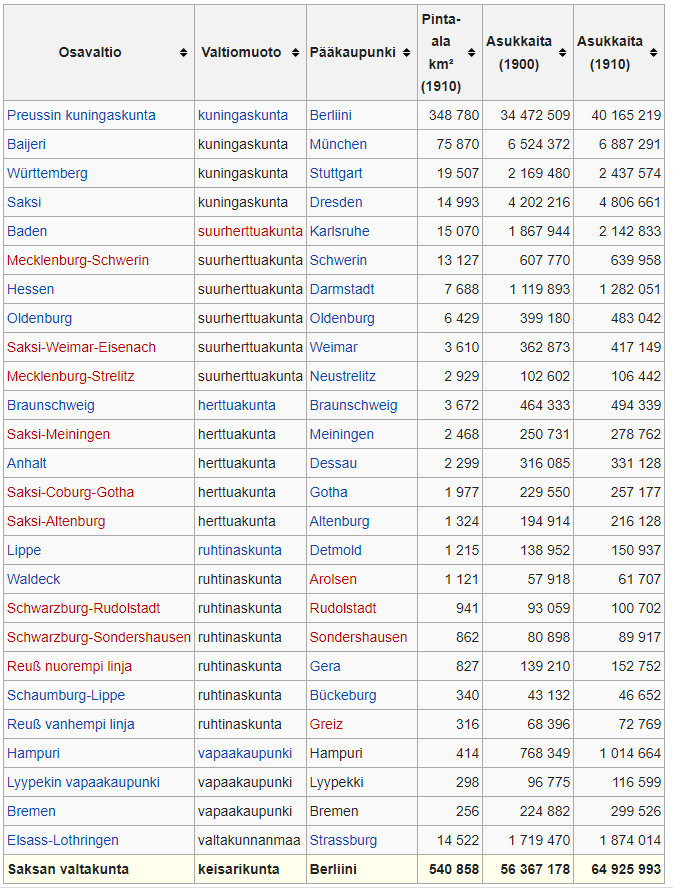 Osavaltio Valtiomuoto Pääkaupunki Pinta-ala km² (1910) Asukkaita (1900) Asukkaita (1910)
Preussin kuningaskunta kuningaskunta Berliini 348 780 34 472 509 40 165 219
Baijeri kuningaskunta München 75 870 6 524 372 6 887 291
Württemberg kuningaskunta Stuttgart 19 507 2 169 480 2 437 574
Saksi kuningaskunta Dresden 14 993 4 202 216 4 806 661
Baden suurherttuakunta Karlsruhe 15 070 1 867 944 2 142 833
Mecklenburg-Schwerin suurherttuakunta Schwerin 13 127 607 770 639 958
Hessen suurherttuakunta Darmstadt 7 688 1 119 893 1 282 051
Oldenburg suurherttuakunta Oldenburg 6 429 399 180 483 042
Saksi-Weimar-Eisenach suurherttuakunta Weimar 3 610 362 873 417 149
Mecklenburg-Strelitz suurherttuakunta Neustrelitz 2 929 102 602 106 442
Braunschweig herttuakunta Braunschweig 3 672 464 333 494 339
Saksi-Meiningen herttuakunta Meiningen 2 468 250 731 278 762
Anhalt herttuakunta Dessau 2 299 316 085 331 128
Saksi-Coburg-Gotha herttuakunta Gotha 1 977 229 550 257 177
Saksi-Altenburg herttuakunta Altenburg 1 324 194 914 216 128
Lippe ruhtinaskunta Detmold 1 215 138 952 150 937
Waldeck ruhtinaskunta Arolsen 1 121 57 918 61 707
Schwarzburg-Rudolstadt ruhtinaskunta Rudolstadt 941 93 059 100 702
Schwarzburg-Sondershausen ruhtinaskunta Sondershausen 862 80 898 89 917
Reuß nuorempi linja ruhtinaskunta Gera 827 139 210 152 752
Schaumburg-Lippe ruhtinaskunta Bückeburg 340 43 132 46 652
Reuß vanhempi linja ruhtinaskunta Greiz 316 68 396 72 769
Hampuri vapaakaupunki Hampuri 414 768 349 1 014 664
Lyypekin vapaakaupunki vapaakaupunki Lyypekki 298 96 775 116 599
Bremen vapaakaupunki Bremen 256 224 882 299 526
Elsass-Lothringen valtakunnanmaa Strassburg 14 522 1 719 470 1 874 014
Saksan valtakunta keisarikunta Berliini 540 858 56 367 178 64 925 993